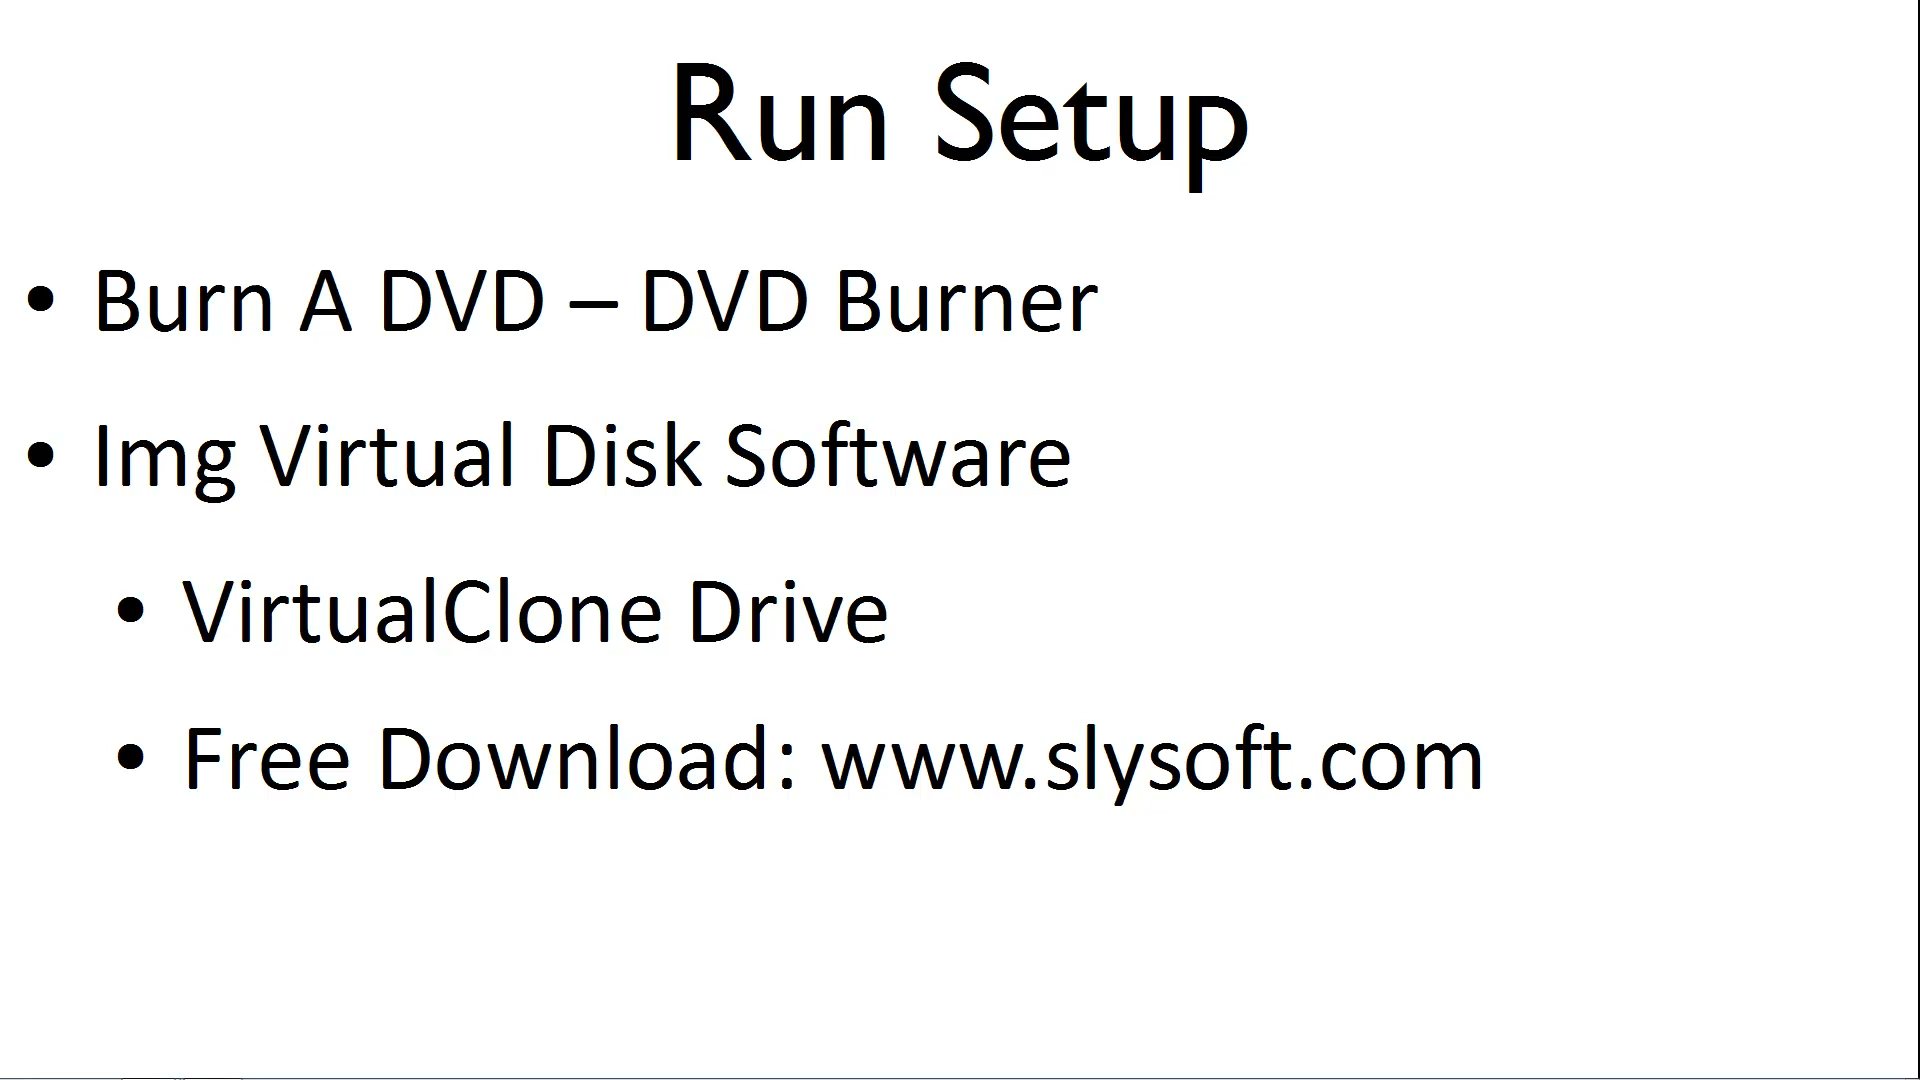 Run Setup
• Burn A DVD – DVD Burner
• Img Virtual Disk Software
• VirtualClone Drive
• Free Download: www.slysoft.com